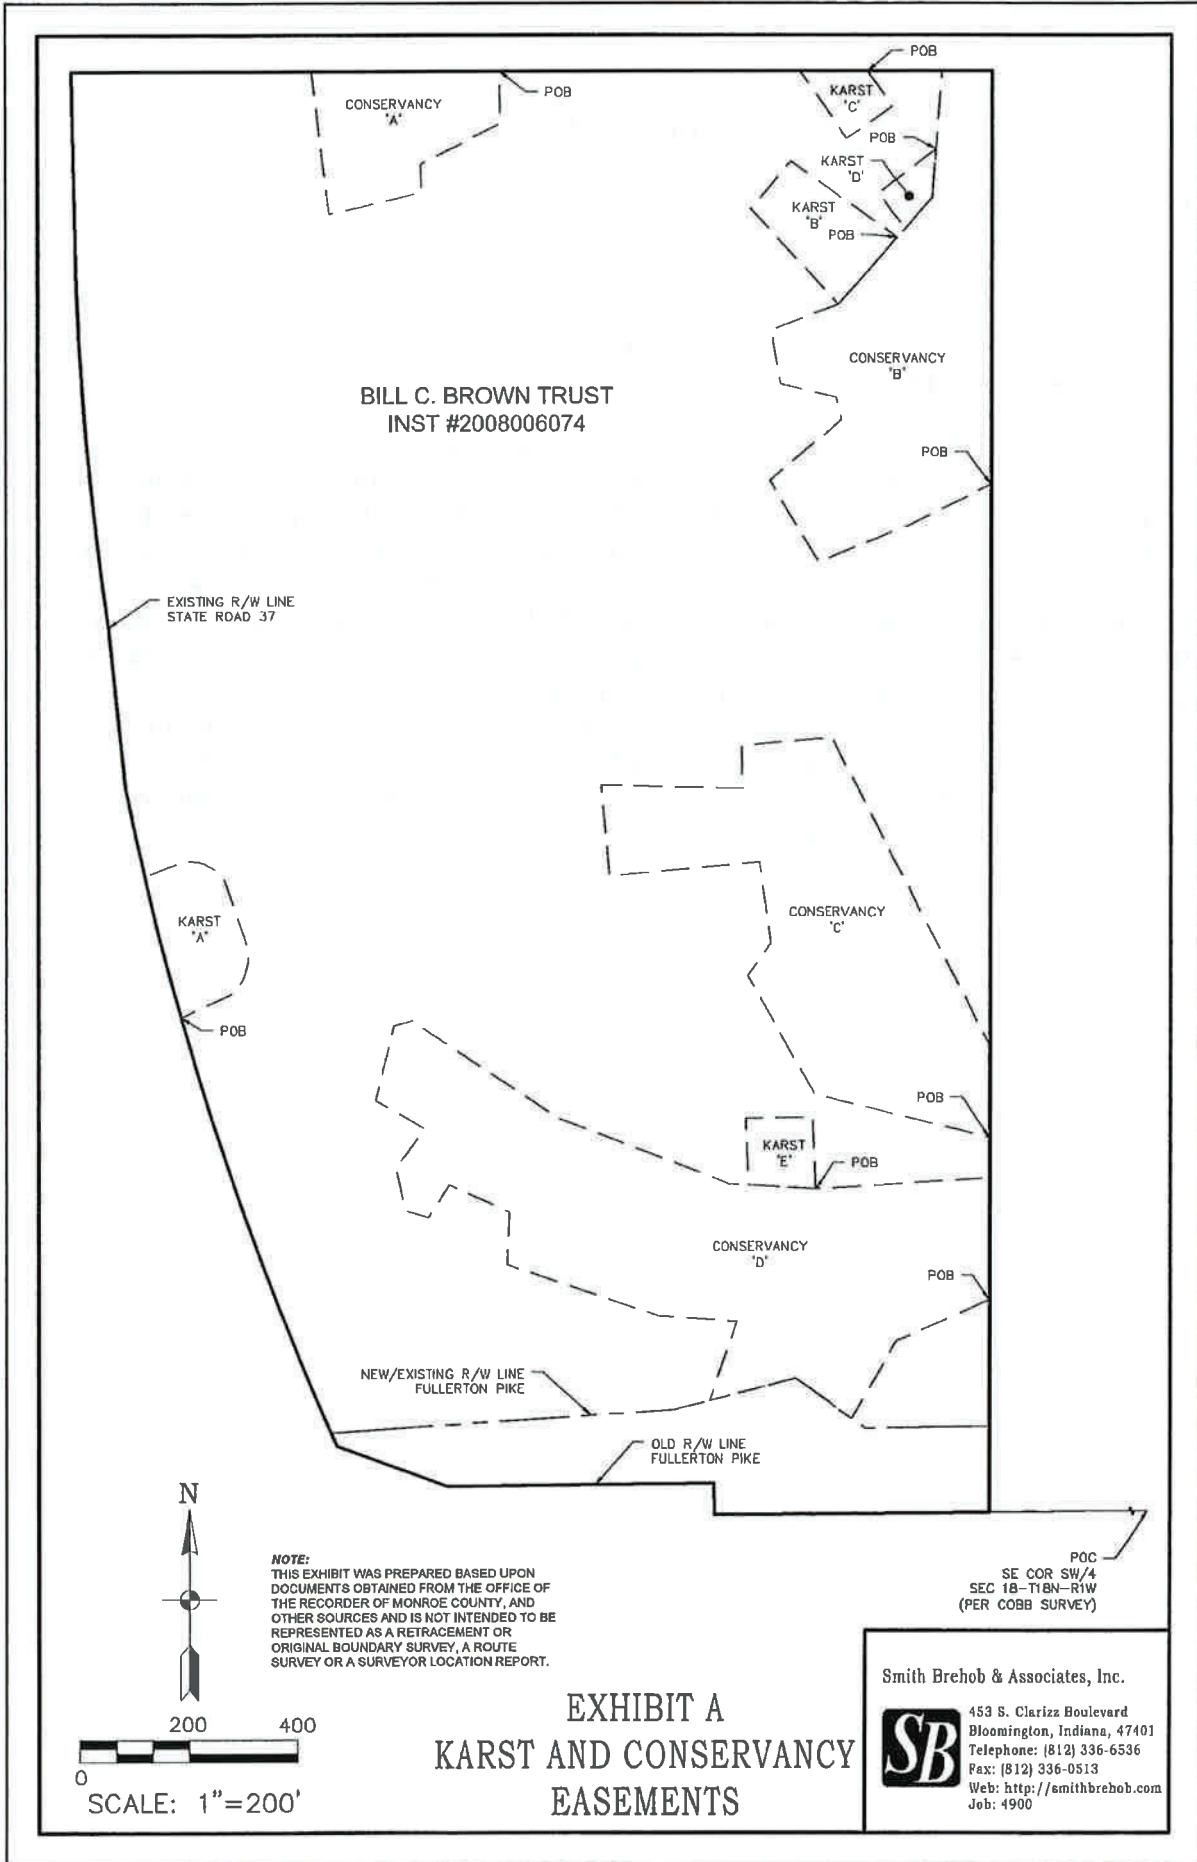 POB
POB
CONSERVANCY
"A"
KARST
"C"
POB
KARST
"D"
KARST
"B"
POB
CONSERVANCY
"B"
BILL C. BROWN TRUST
INST #2008006074
POB
EXISTING R/W LINE
STATE ROAD 37
KARST
"A"
CONSERVANCY
"C"
POB
POB
KARST
"E"
POB
CONSERVANCY
"D"
POB
NEW/EXISTING R/W LINE
FULLERTON PIKE
OLD R/W LINE
FULLERTON PIKE
N
NOTE:
THIS EXHIBIT WAS PREPARED BASED UPON
DOCUMENTS OBTAINED FROM THE OFFICE OF
THE RECORDER OF MONROE COUNTY, AND
OTHER SOURCES AND IS NOT INTENDED TO BE
REPRESENTED AS A RETRACEMENT OR
ORIGINAL BOUNDARY SURVEY, A ROUTE
SURVEY OR A SURVEYOR LOCATION REPORT.
POC
SE COR SW/4
SEC 18-T18N-R1W
(PER COBB SURVEY)
200 400
0
SCALE: 1"=200'
EXHIBIT A
KARST AND CONSERVANCY
EASEMENTS
Smith Brehob & Associates, Inc.
SB
453 S. Clarizz Boulevard
Bloomington, Indiana, 47401
Telephone: (812) 336-6536
Fax: (812) 336-0513
Web: http://smithbrehob.com
Job: 4900